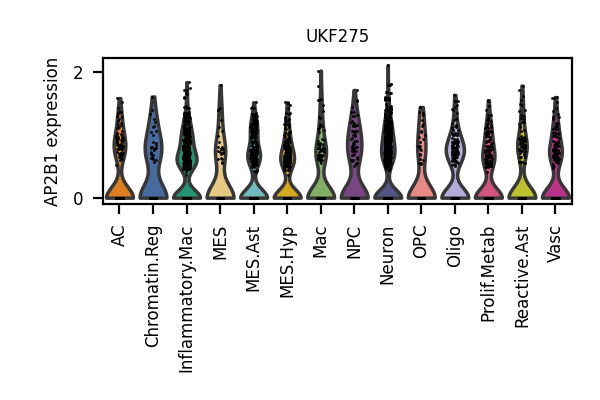 UKF275
AP2B1 expression
2
0
AC
Chromatin.Reg
Inflammatory.Mac
MES
MES.Ast
MES.Hyp
Mac
NPC
Neuron
OPC
Oligo
Prolif.Metab
Reactive.Ast
Vasc